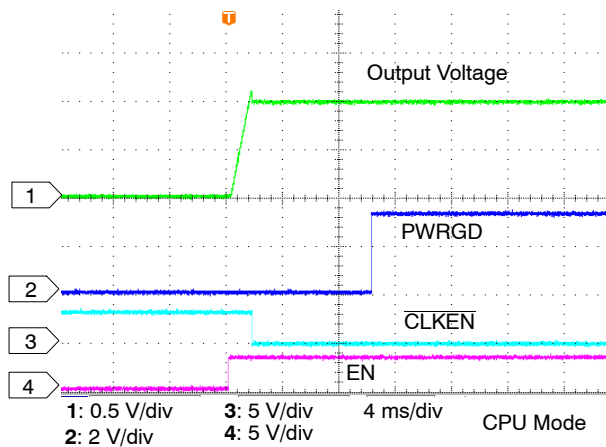 T
Output Voltage
1
PWRGD
2
CLKEN
3
EN
4
1: 0.5 V/div 3: 5 V/div 4 ms/div
2: 2 V/div 4: 5 V/div CPU Mode